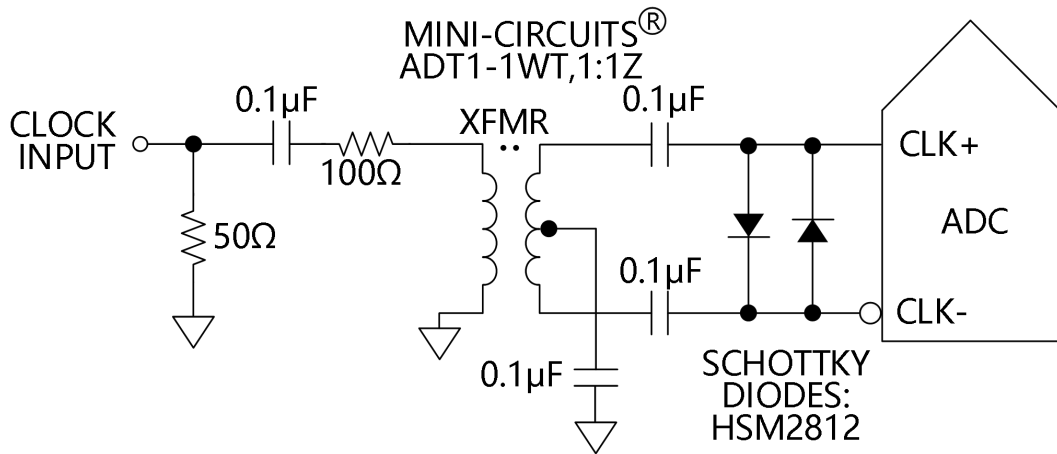 MINI-CIRCUITS®
ADT1-1WT,1:1Z
0.1µF
0.1µF
XFMR
CLOCK
INPUT
CLK+
100Ω
50Ω
ADC
0.1µF
CLK-
0.1µF
SCHOTTKY
DIODES:
HSM2812